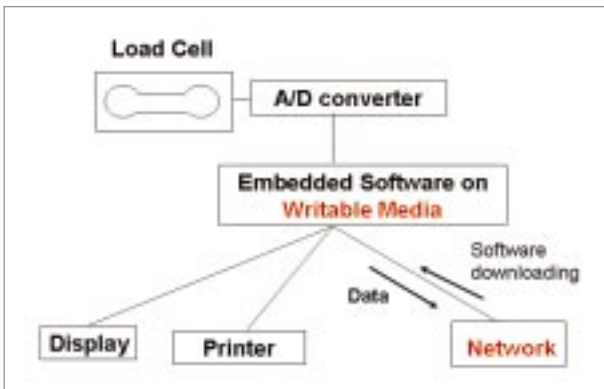 Load Cell
A/D converter
Embedded Software on
Writable Media
Software
downloading
Data
Display
Printer
Network